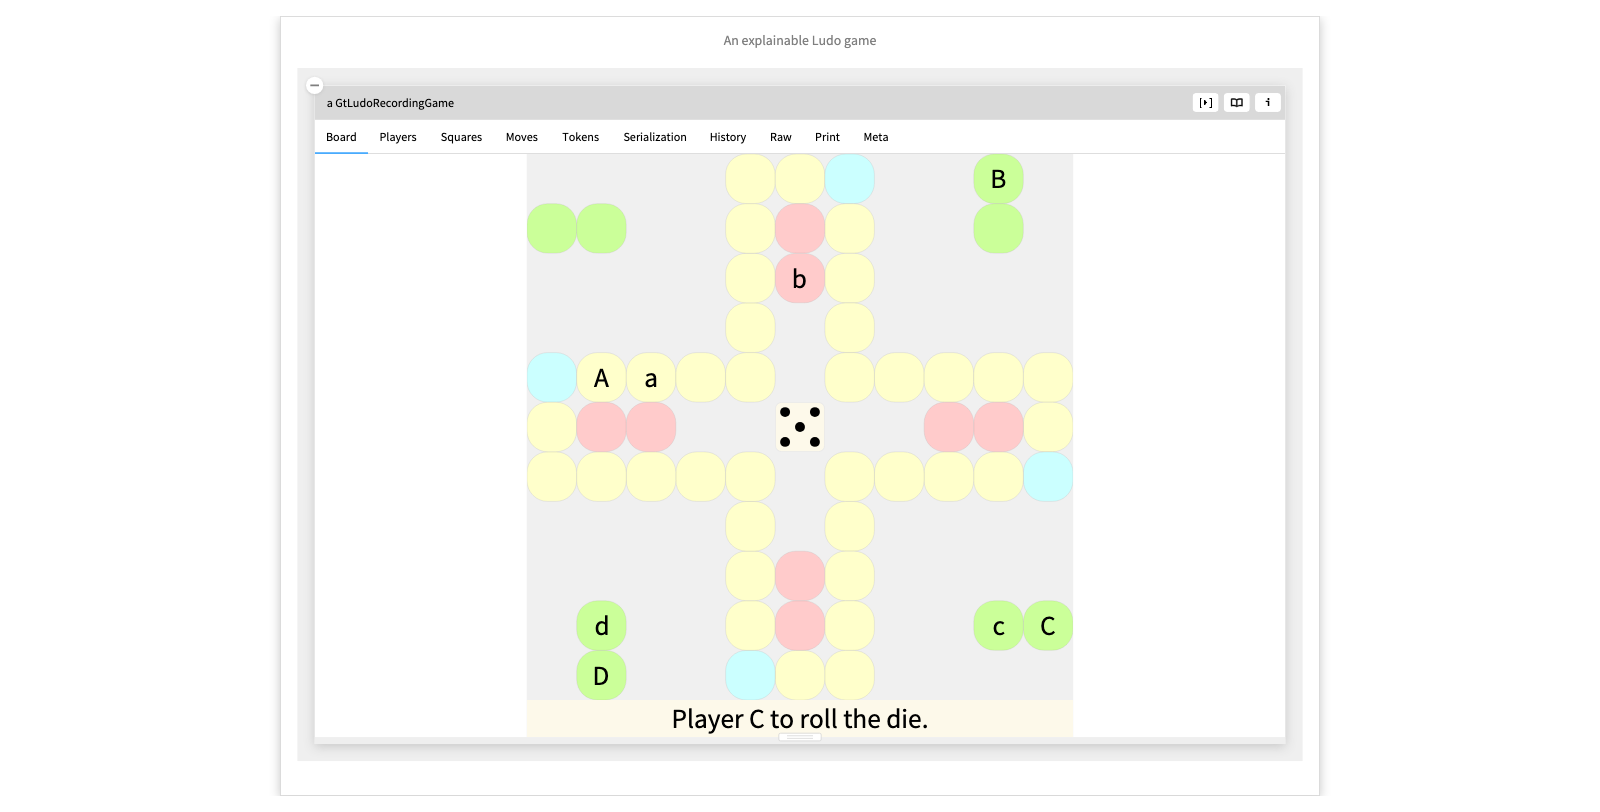 An explainable Ludo game
a GtLudoRecordingGame
Board Players Squares Moves Tokens Serialization History Raw Print Meta
B
b
A a
d c C
D
Player C to roll the die.